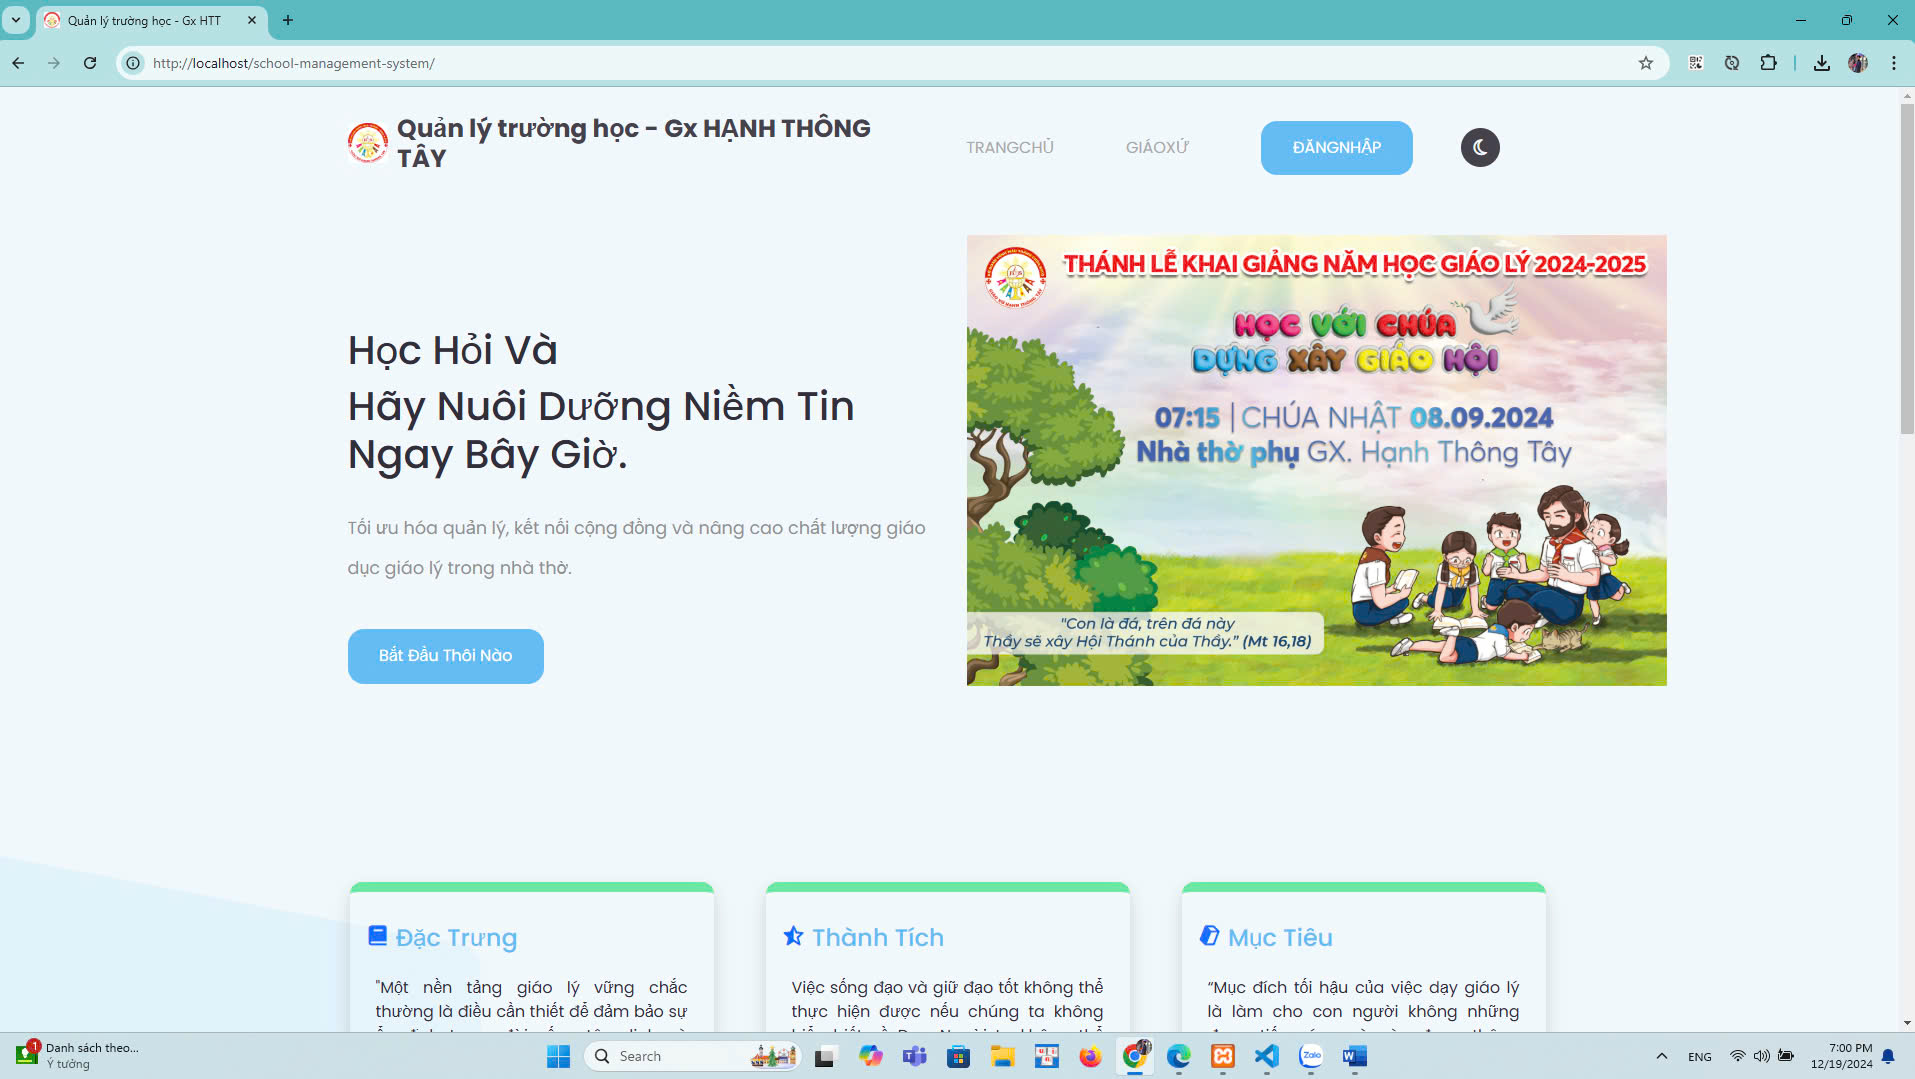 Quản lý trường học - Gx HTT
http://localhost/school-management-system/
Quản lý trường học - Gx HẠNH THÔNG
TÂY
TRANGCHỦ
GIÁOXỨ
ĐĂNGNHẬP
Học Hỏi Và
Hãy Nuôi Dưỡng Niềm Tin
Ngay Bây Giờ.
Tối ưu hóa quản lý, kết nối cộng đồng và nâng cao chất lượng giáo
dục giáo lý trong nhà thờ.
Bắt Đầu Thôi Nào
THÁNH LỄ KHAI GIẢNG NĂM HỌC GIÁO LÝ 2024-2025
HỌC VỚI CHÚA
DỰNG XÂY GIÁO HỘI
07:15 | CHÚA NHẬT 08.09.2024
Nhà thờ phụ GX. Hạnh Thông Tây
"Con là đá, trên đá này
Thầy sẽ xây Hội Thánh của Thầy.” (Mt 16,18)
Đặc Trưng
"Một nền tảng giáo lý vững chắc
thường là điều cần thiết để đảm bảo sự
Thành Tích
Việc sống đạo và giữ đạo tốt không thể
thực hiện được nếu chúng ta không
Mục Tiêu
“Mục đích tối hậu của việc dạy giáo lý
là làm cho con người không những
1
Danh sách theo...
Ý tưởng
Search
Zalo
ENG
7:00 PM
12/19/2024